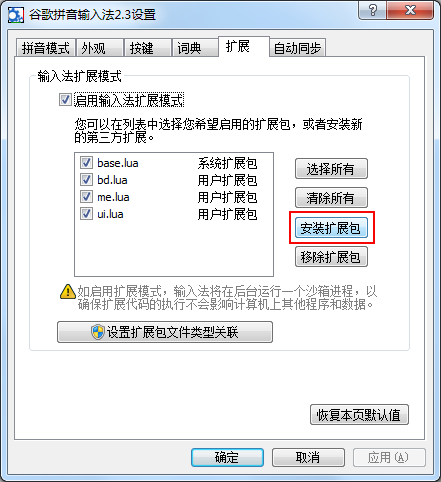 谷歌拼音输入法2.3设置
拼音模式 外观 按键 词典 扩展 自动同步
输入法扩展模式
启用输入法扩展模式
您可以在列表中选择您希望启用的扩展包，或者安装新
的第三方扩展。
base.lua 系统扩展包
bd.lua 用户扩展包
me.lua 用户扩展包
ui.lua 用户扩展包
选择所有
清除所有
安装扩展包
移除扩展包
如启用扩展模式，输入法将在后台运行一个沙箱进程，以
确保扩展代码的执行不会影响计算机上其他程序和数据。
设置扩展包文件类型关联
恢复本页默认值
确定 取消 应用(A)